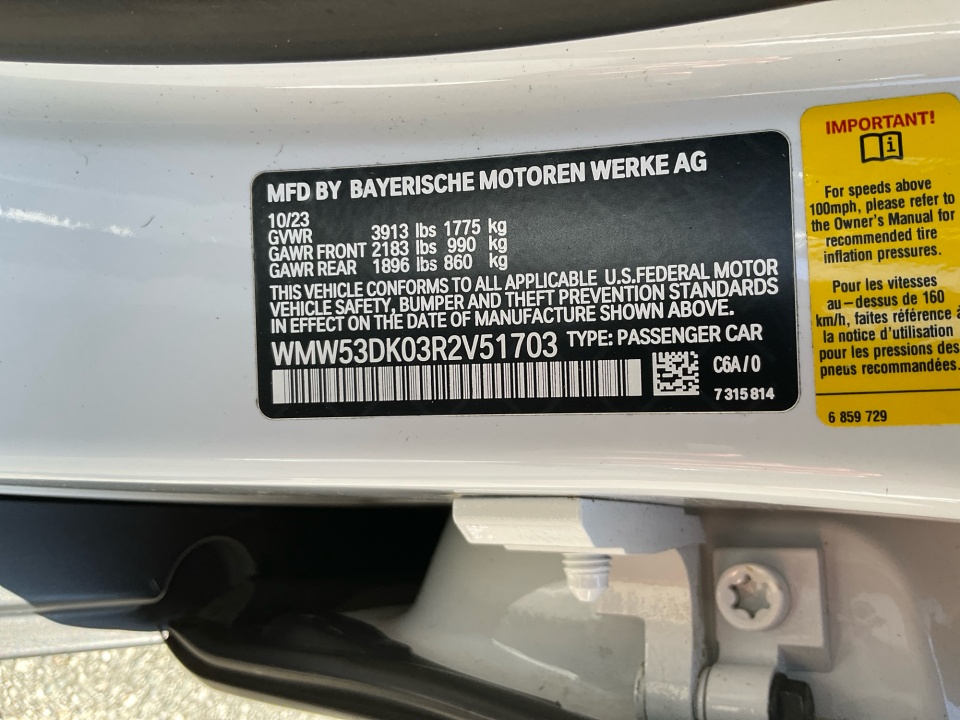 MFD BY BAYERISCHE MOTOREN WERKE AG
10/23
GVWR 3913 lbs 1775 kg
GAWR FRONT 2183 lbs 990 kg
GAWR REAR 1896 lbs 860 kg
THIS VEHICLE CONFORMS TO ALL APPLICABLE U.S.FEDERAL MOTOR
VEHICLE SAFETY, BUMPER AND THEFT PREVENTION STANDARDS
IN EFFECT ON THE DATE OF MANUFACTURE SHOWN ABOVE.
WMW53DK03R2V51703 TYPE: PASSENGER CAR
C6A/0
7 315 814
IMPORTANT!
For speeds above
100mph, please refer to
the Owner's Manual for
recommended tire
inflation pressures.
Pour les vitesses
au-dessus de 160
km/h, faites référence à
la notice d'utilisation
pour les pressions des
pneus recommandées.
6 859 729